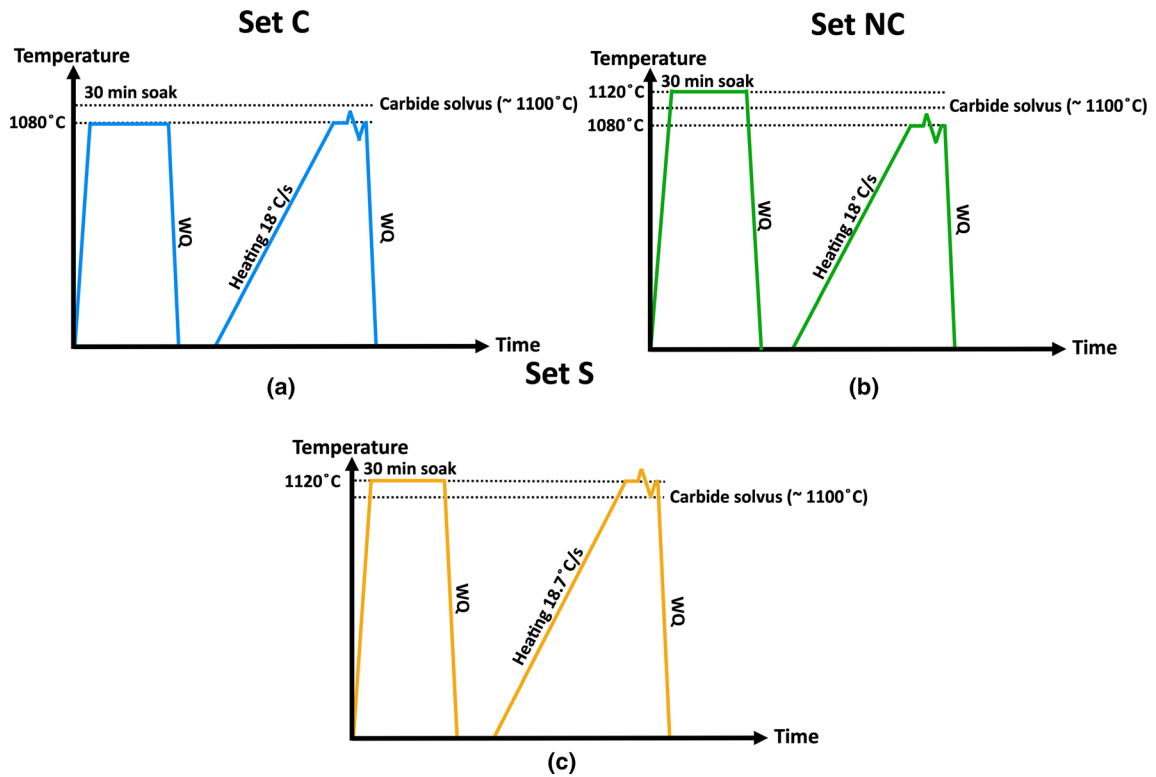 Set C
Temperature
30 min soak
Carbide solvus (~ 1100˚C)
1080˚C
Heating 18˚C/s
WQ
WQ
Time
(a)
Set NC
Temperature
30 min soak
1120˚C
Carbide solvus (~ 1100˚C)
1080˚C
Heating 18˚C/s
WQ
WQ
Time
(b)
Set S
Temperature
30 min soak
1120˚C
Carbide solvus (~ 1100˚C)
Heating 18.7˚C/s
WQ
WQ
Time
(c)